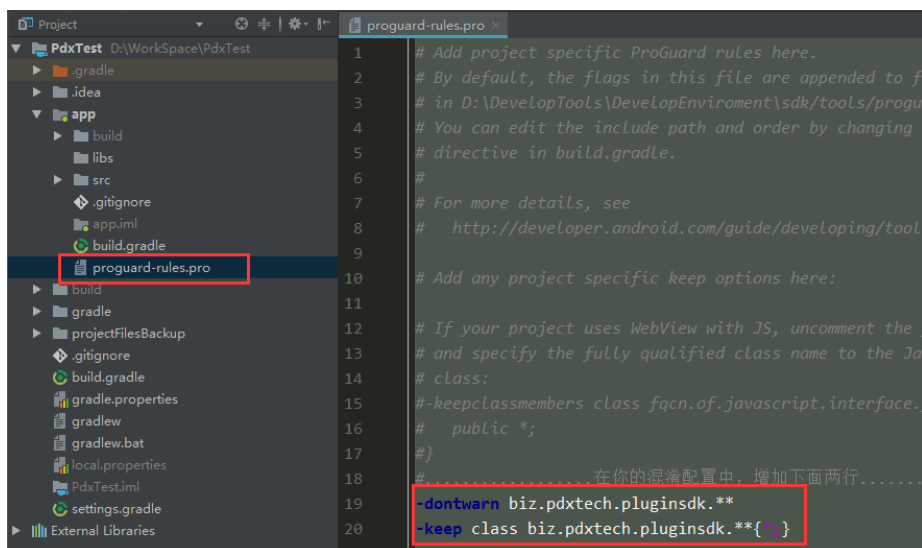 Project
proguard-rules.pro
PdxTest D:\WorkSpace\PdxTest
.gradle
.idea
app
build
libs
src
.gitignore
app.iml
build.gradle
proguard-rules.pro
build
gradle
projectFilesBackup
.gitignore
build.gradle
gradle.properties
gradlew
gradlew.bat
local.properties
PdxTest.iml
settings.gradle
External Libraries
1 # Add project specific ProGuard rules here.
2 # By default, the flags in this file are appended to f
3 # in D:\DevelopTools\DevelopEnviroment\sdk/tools/progu
4 # You can edit the include path and order by changing
5 # directive in build.gradle.
6 #
7 # For more details, see
8 #   http://developer.android.com/guide/developing/tool
9
10 # Add any project specific keep options here:
11
12 # If your project uses WebView with JS, uncomment the
13 # and specify the fully qualified class name to the Ja
14 # class:
15 #-keepclassmembers class fqcn.of.javascript.interface.
16 #   public *;
17 #}
18 #..................在你的混淆配置中，增加下面两行.......
19 -dontwarn biz.pdxtech.pluginsdk.**
20 -keep class biz.pdxtech.pluginsdk.**{*;}